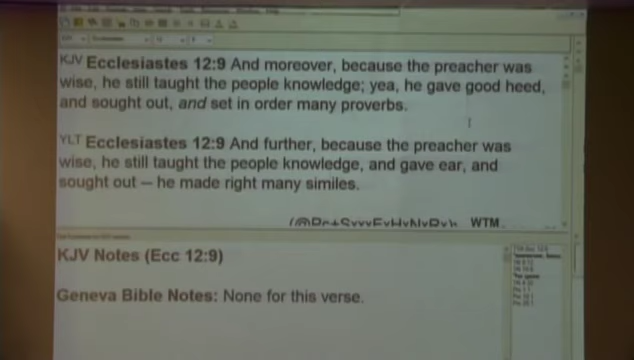 KJV Ecclesiastes 12:9 And moreover, because the preacher was
wise, he still taught the people knowledge; yea, he gave good heed,
and sought out, and set in order many proverbs.
YLT Ecclesiastes 12:9 And further, because the preacher was
wise, he still taught the people knowledge, and gave ear, and
sought out — he made right many similes.
WTM
KJV Notes (Ecc 12:9)
Geneva Bible Notes: None for this verse.